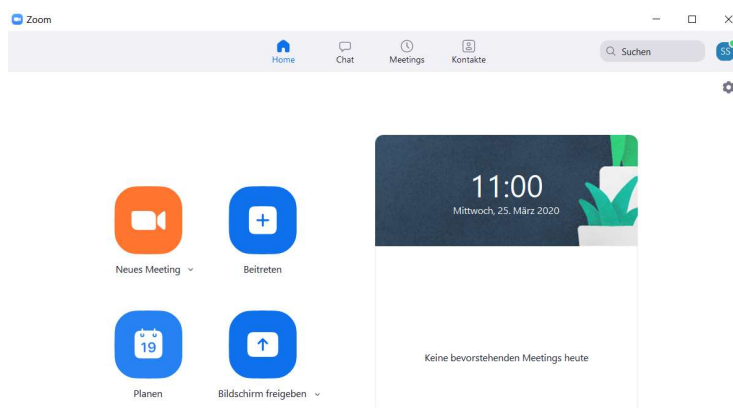 Zoom
Home
Chat
Meetings
Kontakte
Suchen
SS
11:00
Mittwoch, 25. März 2020
Neues Meeting
Beitreten
19
Planen
Bildschirm freigeben
Keine bevorstehenden Meetings heute